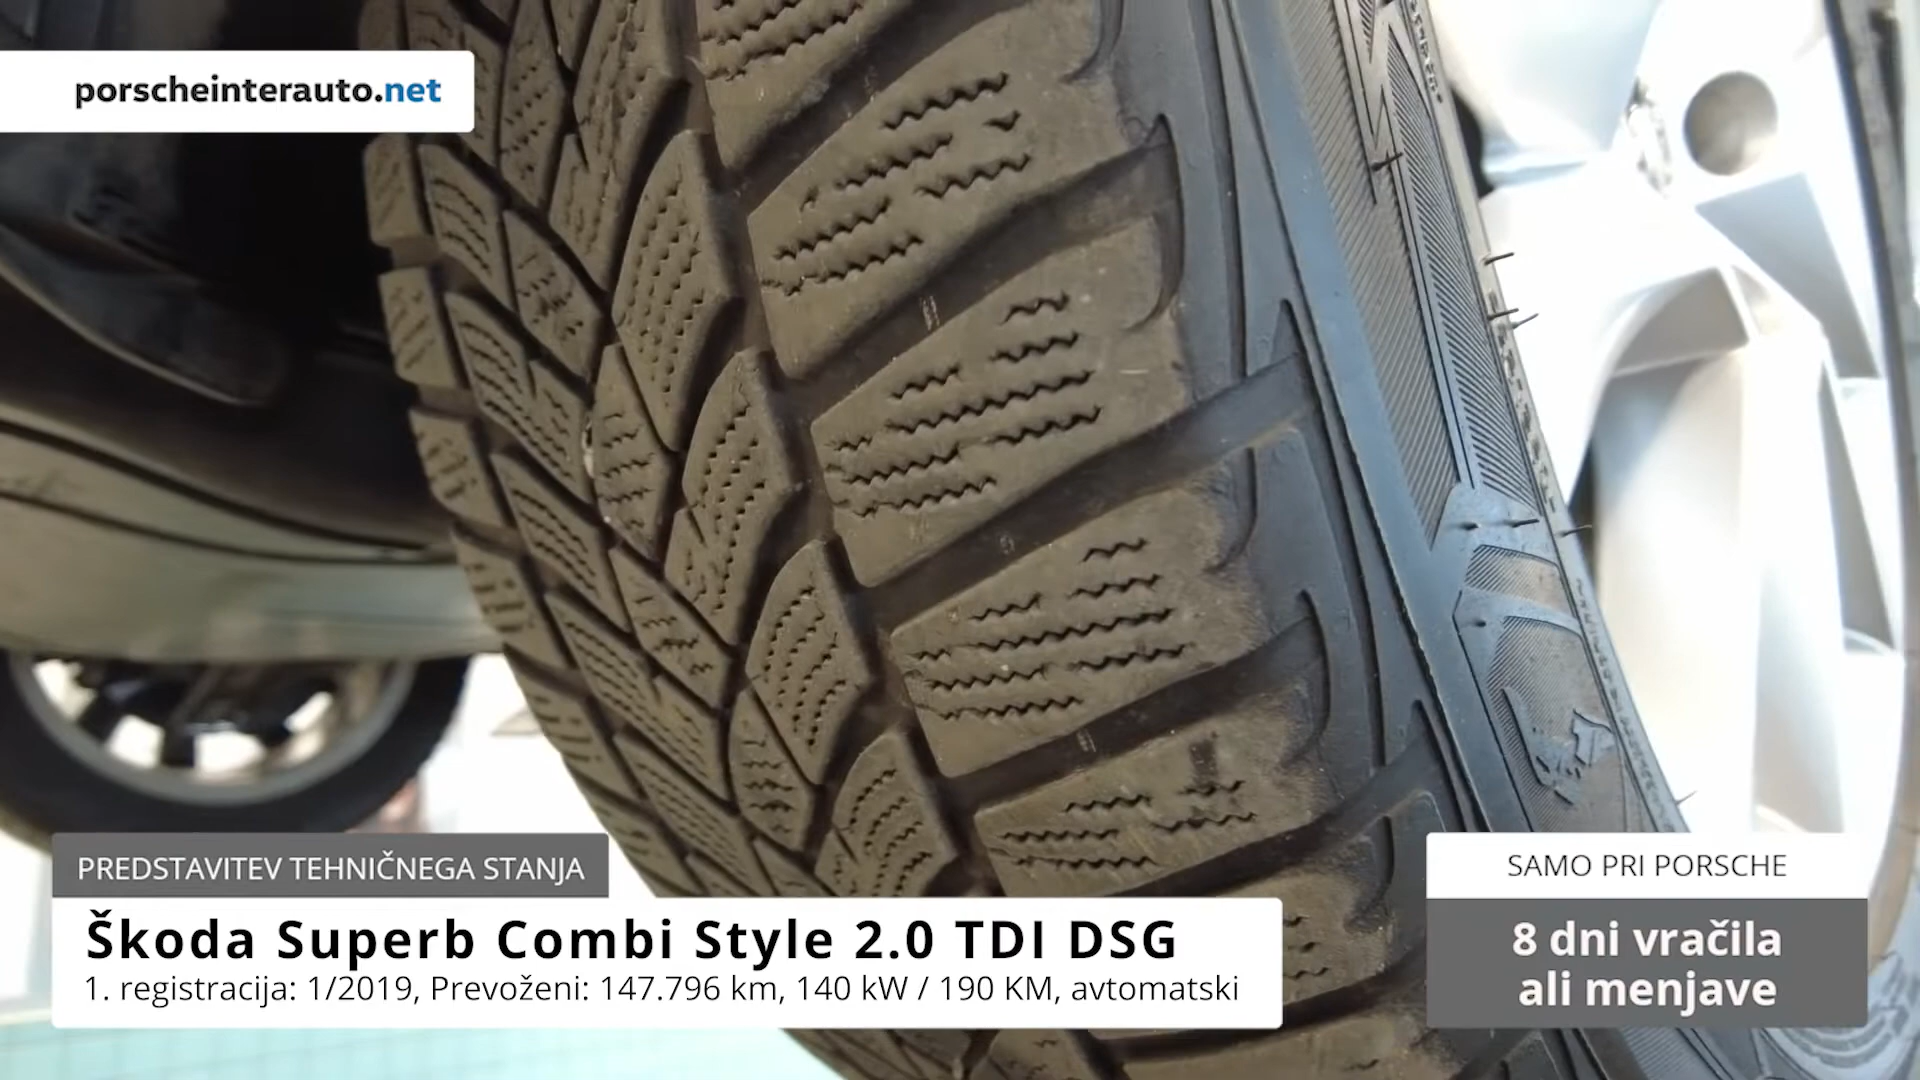 porscheinterauto.net
PREDSTAVITEV TEHNIČNEGA STANJA
Škoda Superb Combi Style 2.0 TDI DSG
1. registracija: 1/2019, Prevoženi: 147.796 km, 140 kW / 190 KM, avtomatski
SAMO PRI PORSCHE
8 dni vračila
ali menjave